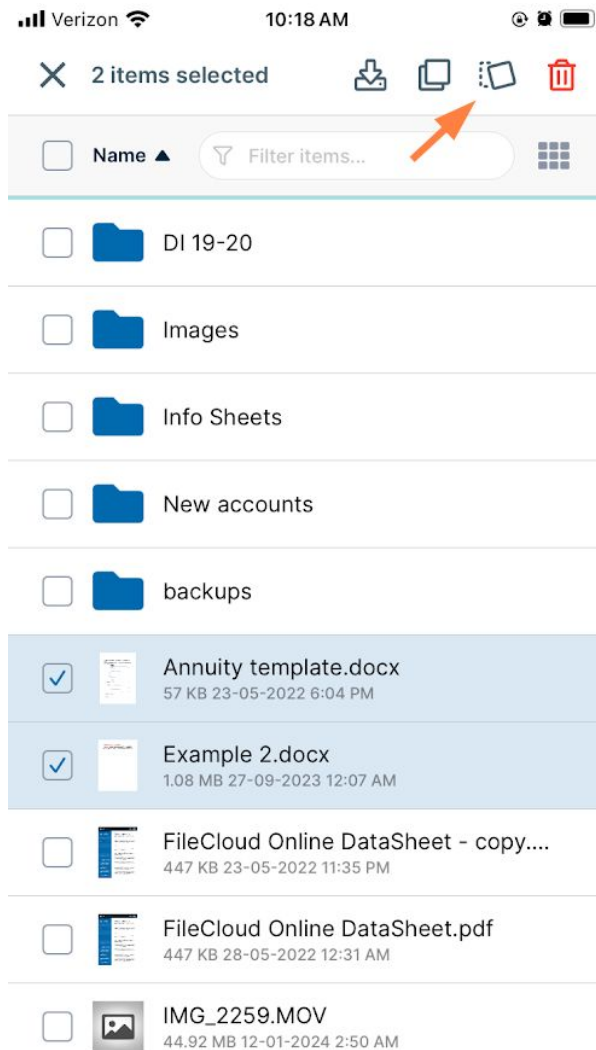 Verizon 10:18 AM
2 items selected
Name Filter items...
DI 19-20
Images
Info Sheets
New accounts
backups
Annuity template.docx
57 KB 23-05-2022 6:04 PM
Example 2.docx
1.08 MB 27-09-2023 12:07 AM
FileCloud Online DataSheet - copy....
447 KB 23-05-2022 11:35 PM
FileCloud Online DataSheet.pdf
447 KB 28-05-2022 12:31 AM
IMG_2259.MOV
44.92 MB 12-01-2024 2:50 AM